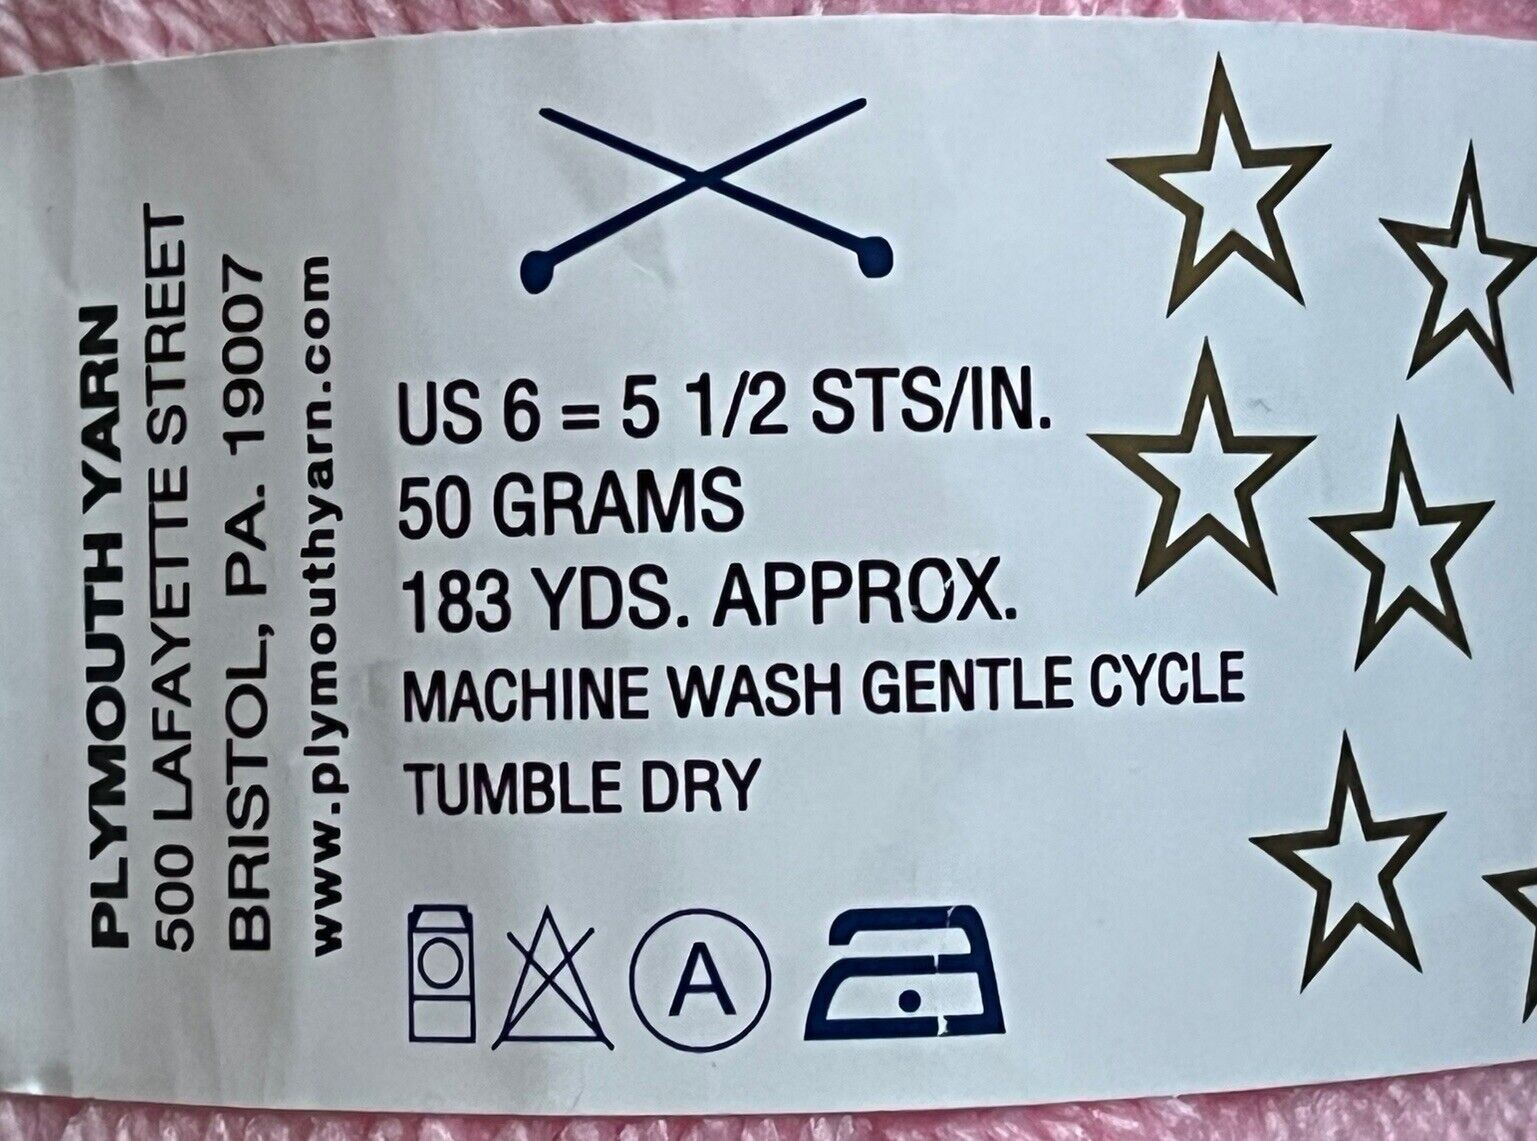 PLYMOUTH YARN
500 LAFAYETTE STREET
BRISTOL, PA. 19007
www.plymouthyarn.com
US 6 = 5 1/2 STS/IN.
50 GRAMS
183 YDS. APPROX.
MACHINE WASH GENTLE CYCLE
TUMBLE DRY
A